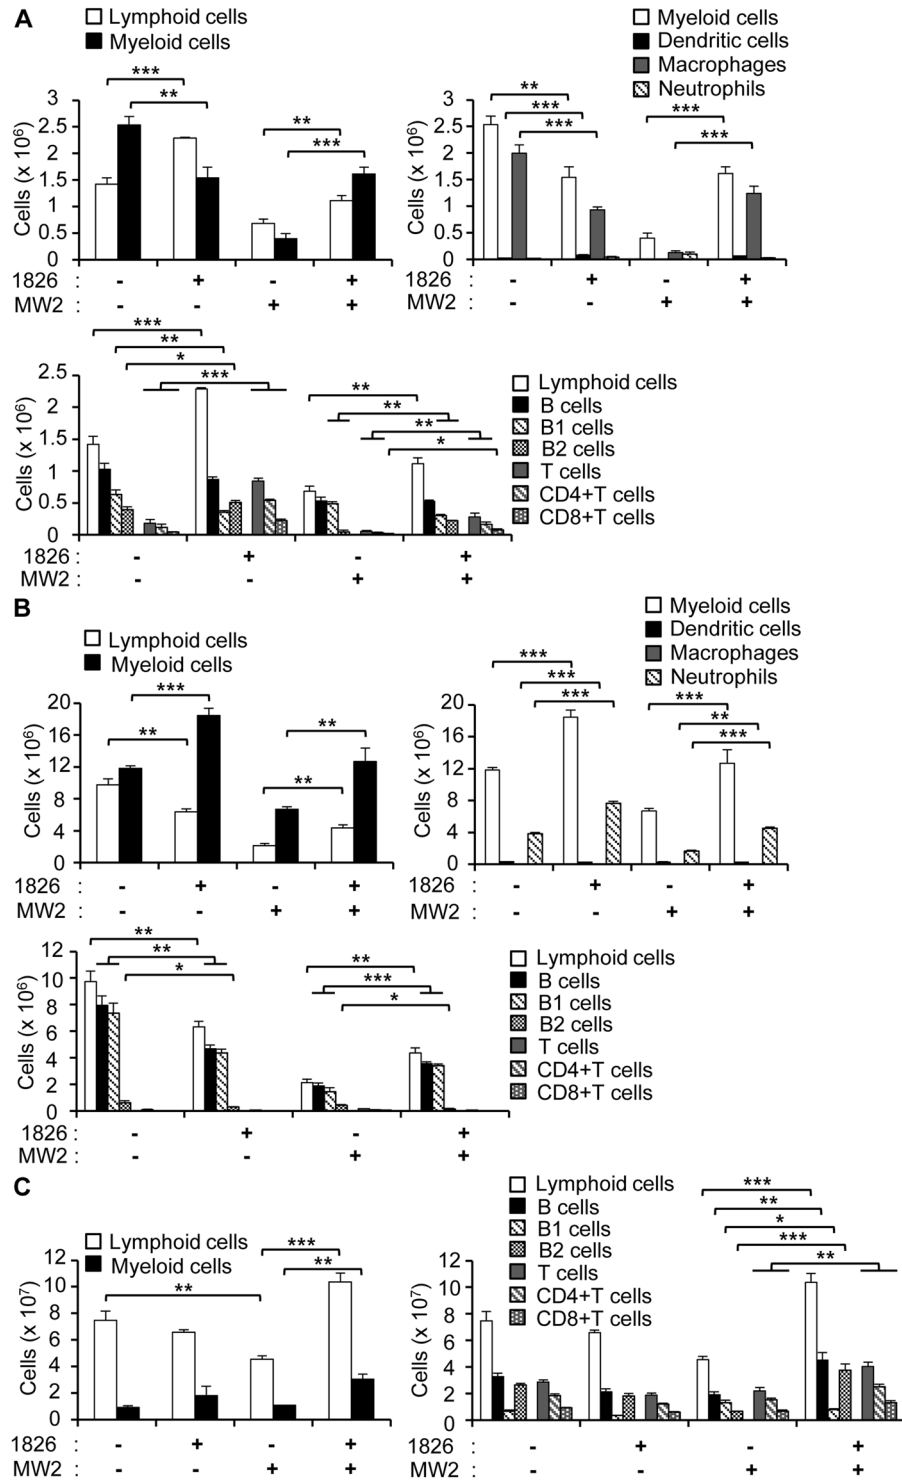 A
Lymphoid cells
Myeloid cells
*** ** ** ***
Cells (x 10⁶)
3
2.5
2
1.5
1
0.5
0
1826 : - + - +
MW2 : - - + +
Myeloid cells
Dendritic cells
Macrophages
Neutrophils
** *** *** *** ***
Cells (x 10⁶)
3
2.5
2
1.5
1
0.5
0
1826 : - + - +
MW2 : - - + +
*** ** * *** ** ** ** *
Cells (x 10⁶)
2.5
2
1.5
1
0.5
0
1826 : - + - +
MW2 : - - + +
Lymphoid cells
B cells
B1 cells
B2 cells
T cells
CD4+T cells
CD8+T cells
B
Lymphoid cells
Myeloid cells
*** ** ** **
Cells (x 10⁶)
20
16
12
8
4
0
1826 : - + - +
MW2 : - - + +
Myeloid cells
Dendritic cells
Macrophages
Neutrophils
*** *** *** *** ** ***
Cells (x 10⁶)
20
16
12
8
4
0
1826 : - + - +
MW2 : - - + +
** ** * ** *** *
Cells (x 10⁶)
12
10
8
6
4
2
0
1826 : - + - +
MW2 : - - + +
Lymphoid cells
B cells
B1 cells
B2 cells
T cells
CD4+T cells
CD8+T cells
C
Lymphoid cells
Myeloid cells
** *** **
Cells (x 10⁷)
12
10
8
6
4
2
0
1826 : - + - +
MW2 : - - + +
Lymphoid cells
B cells
B1 cells
B2 cells
T cells
CD4+T cells
CD8+T cells
*** ** * *** **
Cells (x 10⁷)
12
10
8
6
4
2
0
1826 : - + - +
MW2 : - - + +